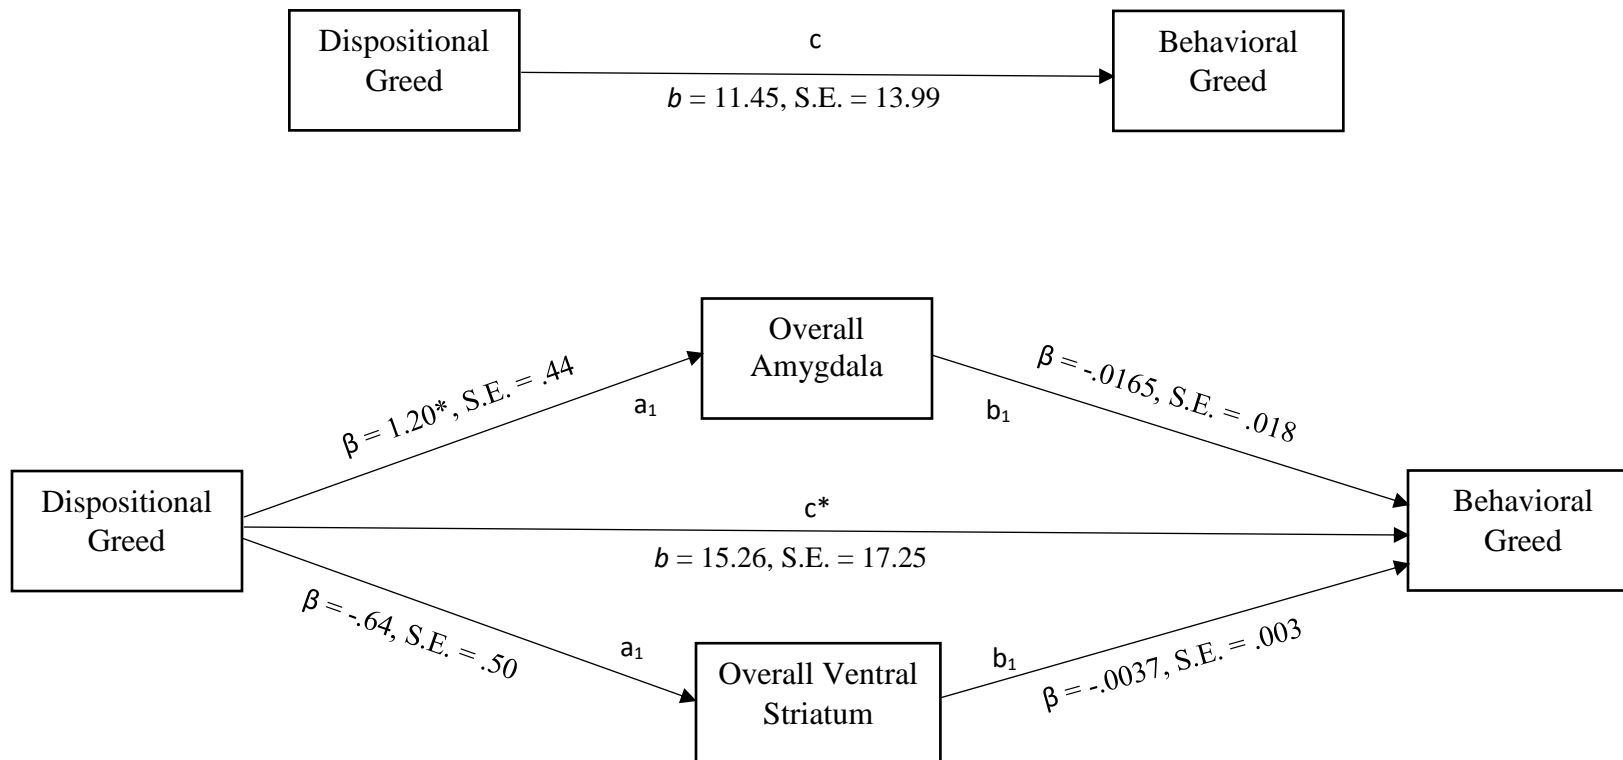 Dispositional
Greed
c
b = 11.45, S.E. = 13.99
Behavioral
Greed
Overall
Amygdala
β = 1.20*, S.E. = .44
a₁
b₁
β = -.0165, S.E. = .018
Dispositional
Greed
c*
b = 15.26, S.E. = 17.25
Behavioral
Greed
β = -.64, S.E. = .50
a₁
Overall Ventral
Striatum
b₁
β = -.0037, S.E. = .003